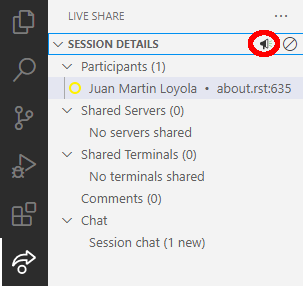 LIVE SHARE
SESSION DETAILS
Participants (1)
Juan Martin Loyola • about.rst:635
Shared Servers (0)
No servers shared
Shared Terminals (0)
No terminals shared
Comments (0)
Chat
Session chat (1 new)